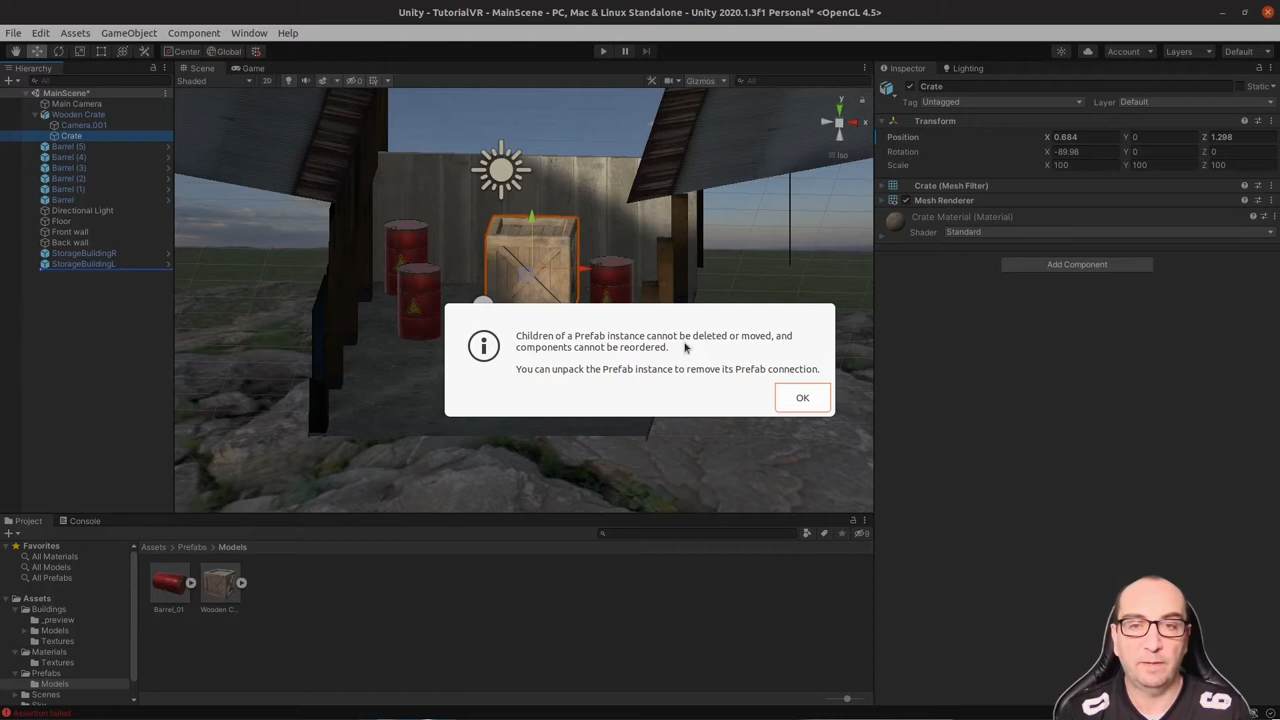 Unity - TutorialVR - MainScene - PC, Mac & Linux Standalone - Unity 2020.1.3f1 Personal* <OpenGL 4.5>
File Edit Assets GameObject Component Window Help
Center Global Account Layers Default
Hierarchy
All
MainScene*
Main Camera
Wooden Crate
Camera.001
Crate
Barrel (5)
Barrel (4)
Barrel (3)
Barrel (2)
Barrel (1)
Barrel
Directional Light
Floor
Front wall
Back wall
StorageBuildingR
StorageBuildingL
Scene Game
Shaded 2D 0 Gizmos All
y
x
Iso
Children of a Prefab instance cannot be deleted or moved, and
components cannot be reordered.
You can unpack the Prefab instance to remove its Prefab connection.
OK
Inspector Lighting
Crate Static
Tag Untagged Layer Default
Transform
Position X 0.684 Y 0 Z 1.298
Rotation X -89.98 Y 0 Z 0
Scale X 100 Y 100 Z 100
Crate (Mesh Filter)
Mesh Renderer
Crate Material (Material)
Shader Standard
Add Component
Project Console
9
Favorites
All Materials
All Models
All Prefabs
Assets
Buildings
_preview
Models
Textures
Materials
Textures
Prefabs
Models
Scenes
Assets Prefabs Models
Barrel_01 Wooden C...
Assertion failed